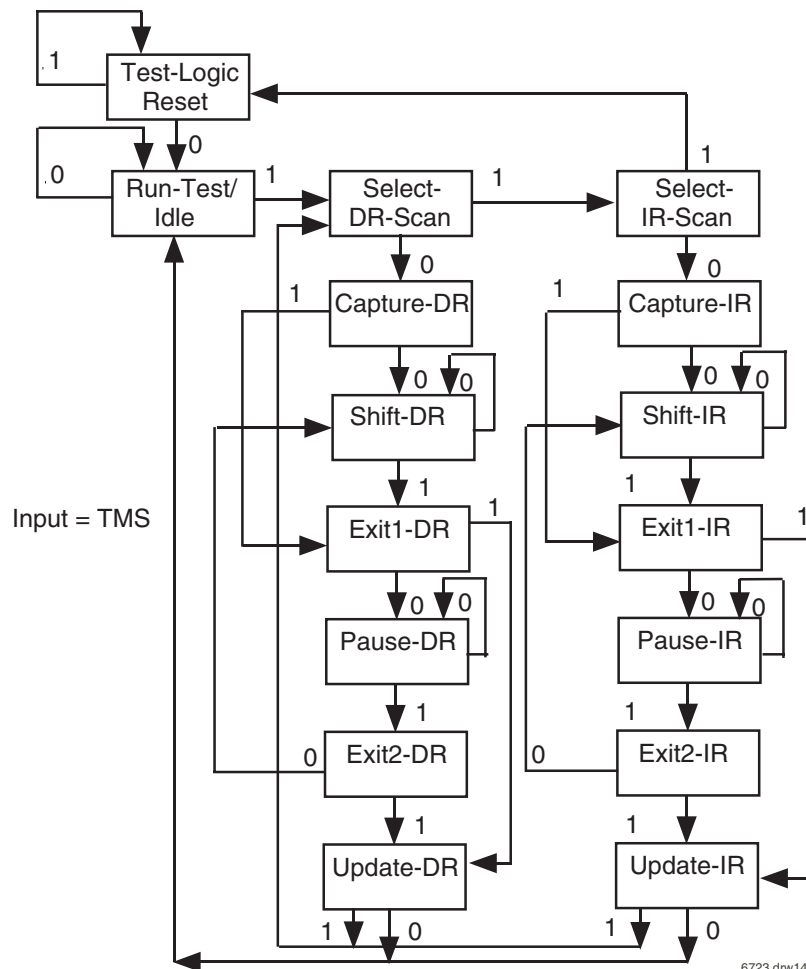 .1
Test-Logic
Reset
0
1
.0
Run-Test/
Idle
1
Select-
DR-Scan
1
Select-
IR-Scan
0
0
1
Capture-DR
1
Capture-IR
0
0
0
0
Shift-DR
Shift-IR
1
1
Input = TMS
Exit1-DR
1
Exit1-IR
1
0
0
0
0
Pause-DR
Pause-IR
1
1
0
Exit2-DR
0
Exit2-IR
1
1
Update-DR
Update-IR
1
0
1
0